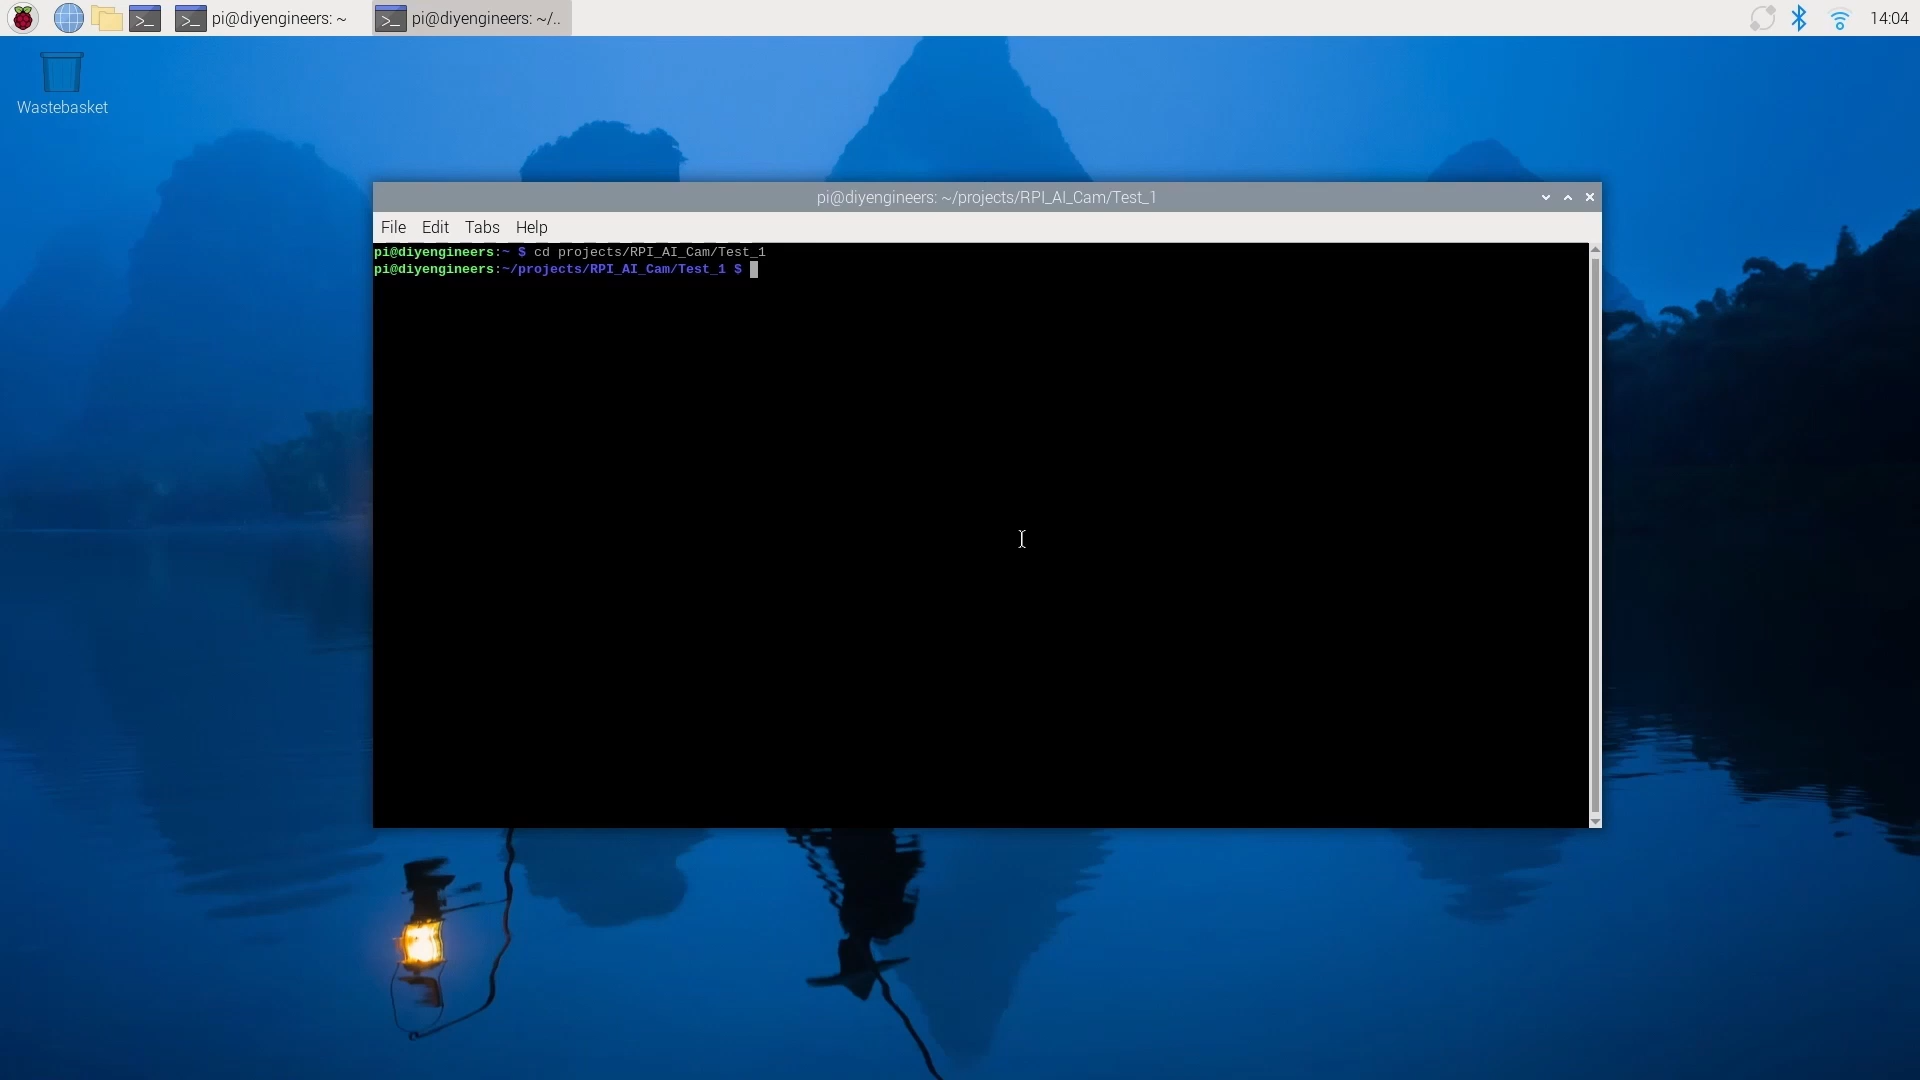 pi@diyengineers: ~
pi@diyengineers: ~/..
14:04
Wastebasket
pi@diyengineers: ~/projects/RPI_AI_Cam/Test_1
File Edit Tabs Help
pi@diyengineers:~ $ cd projects/RPI_AI_Cam/Test_1
pi@diyengineers:~/projects/RPI_AI_Cam/Test_1 $